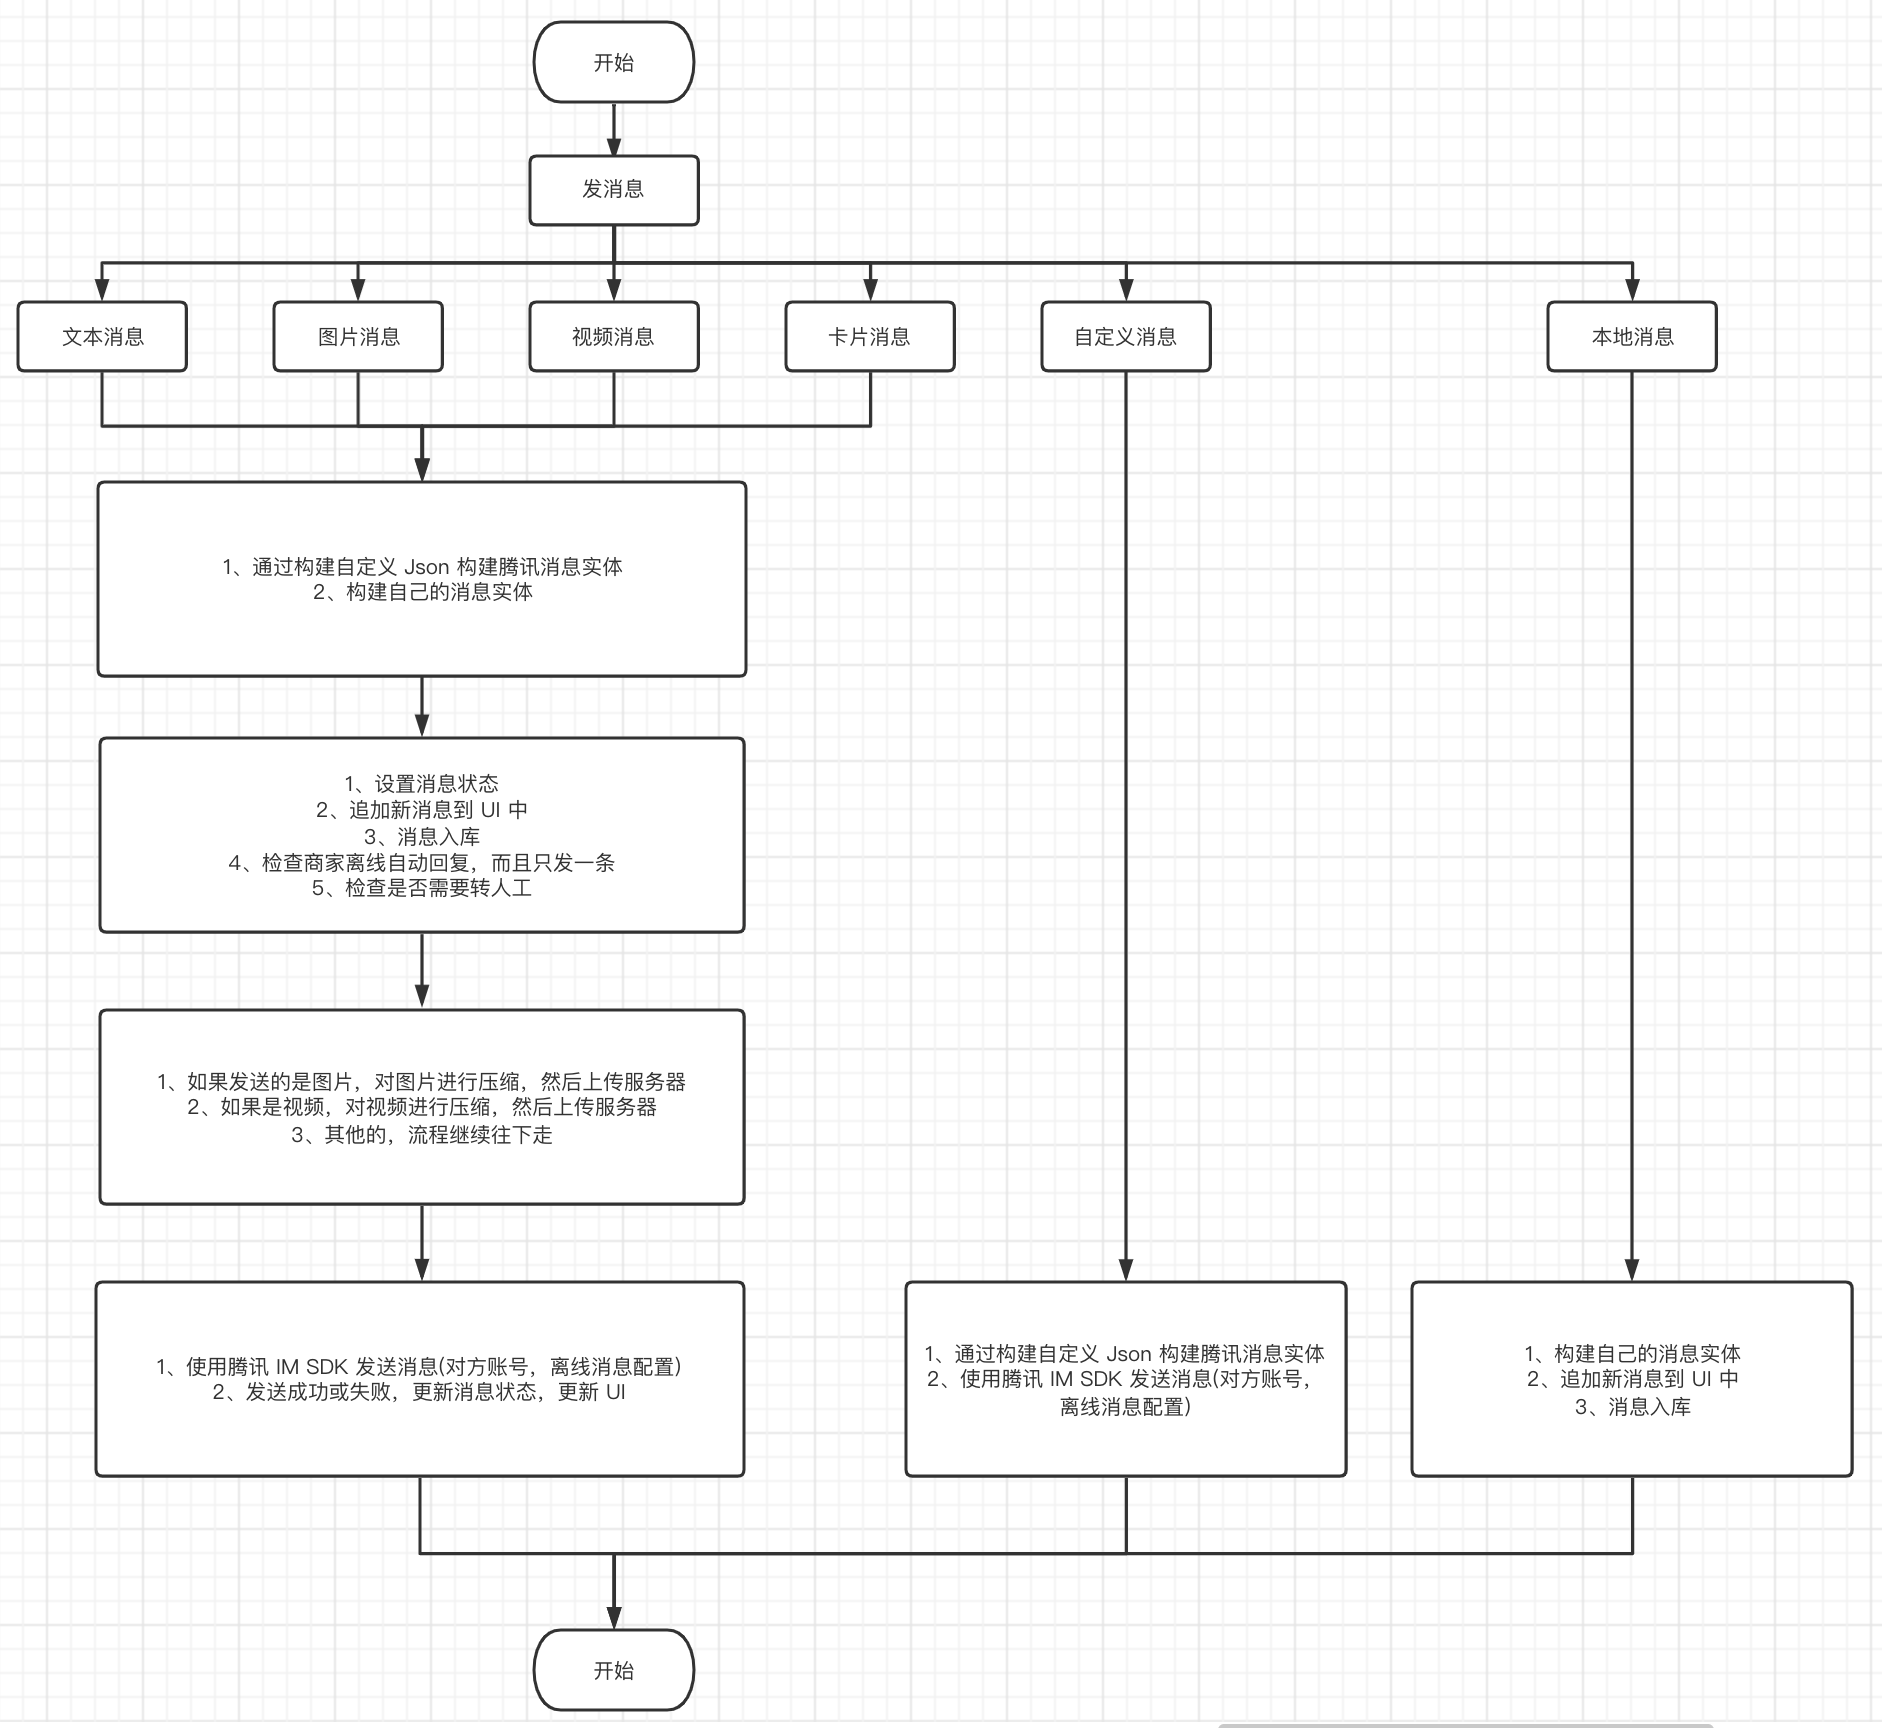 开始
发消息
文本消息
图片消息
视频消息
卡片消息
自定义消息
本地消息
1、通过构建自定义 Json 构建腾讯消息实体
2、构建自己的消息实体
1、设置消息状态
2、追加新消息到 UI 中
3、消息入库
4、检查商家离线自动回复，而且只发一条
5、检查是否需要转人工
1、如果发送的是图片，对图片进行压缩，然后上传服务器
2、如果是视频，对视频进行压缩，然后上传服务器
3、其他的，流程继续往下走
1、使用腾讯 IM SDK 发送消息(对方账号，离线消息配置)
2、发送成功或失败，更新消息状态，更新 UI
1、通过构建自定义 Json 构建腾讯消息实体
2、使用腾讯 IM SDK 发送消息(对方账号，
离线消息配置)
1、构建自己的消息实体
2、追加新消息到 UI 中
3、消息入库
开始